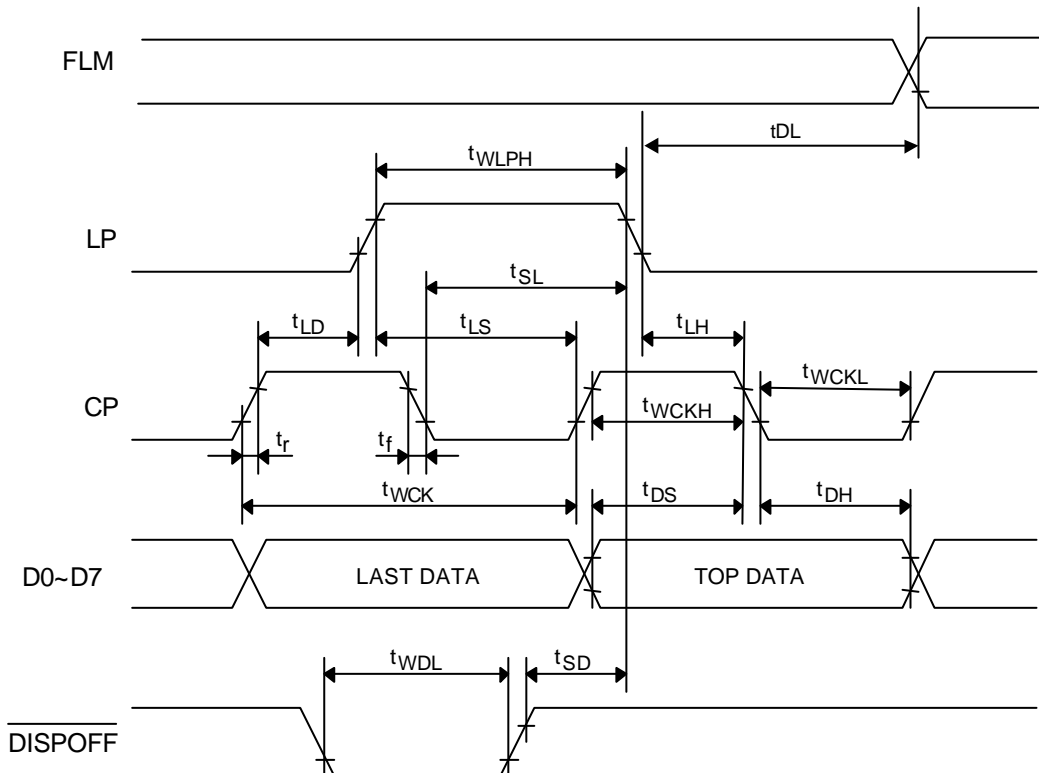 FLM
tDL
tWLPH
LP
tSL
tLD
tLS
tLH
tWCKL
CP
tWCKH
tr
tf
tWCK
tDS
tDH
D0~D7
LAST DATA
TOP DATA
tWDL
tSD
DISPOFF